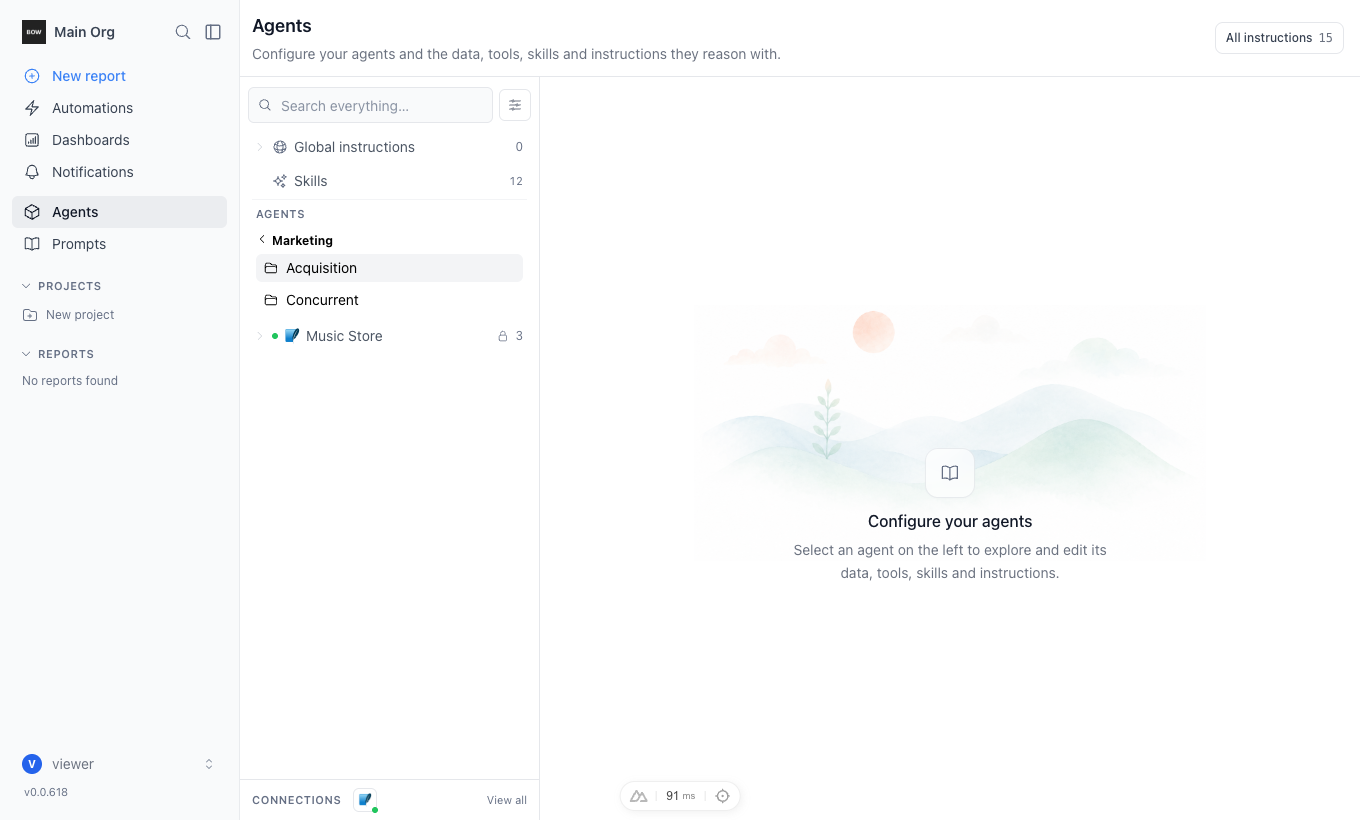 BOW
Main Org
New report
Automations
Dashboards
Notifications
Agents
Prompts
PROJECTS
New project
REPORTS
No reports found
V
viewer
v0.0.618
Agents
Configure your agents and the data, tools, skills and instructions they reason with.
All instructions 15
Search everything...
Global instructions 0
Skills 12
AGENTS
Marketing
Acquisition
Concurrent
Music Store 3
CONNECTIONS
View all
Configure your agents
Select an agent on the left to explore and edit its
data, tools, skills and instructions.
91 ms